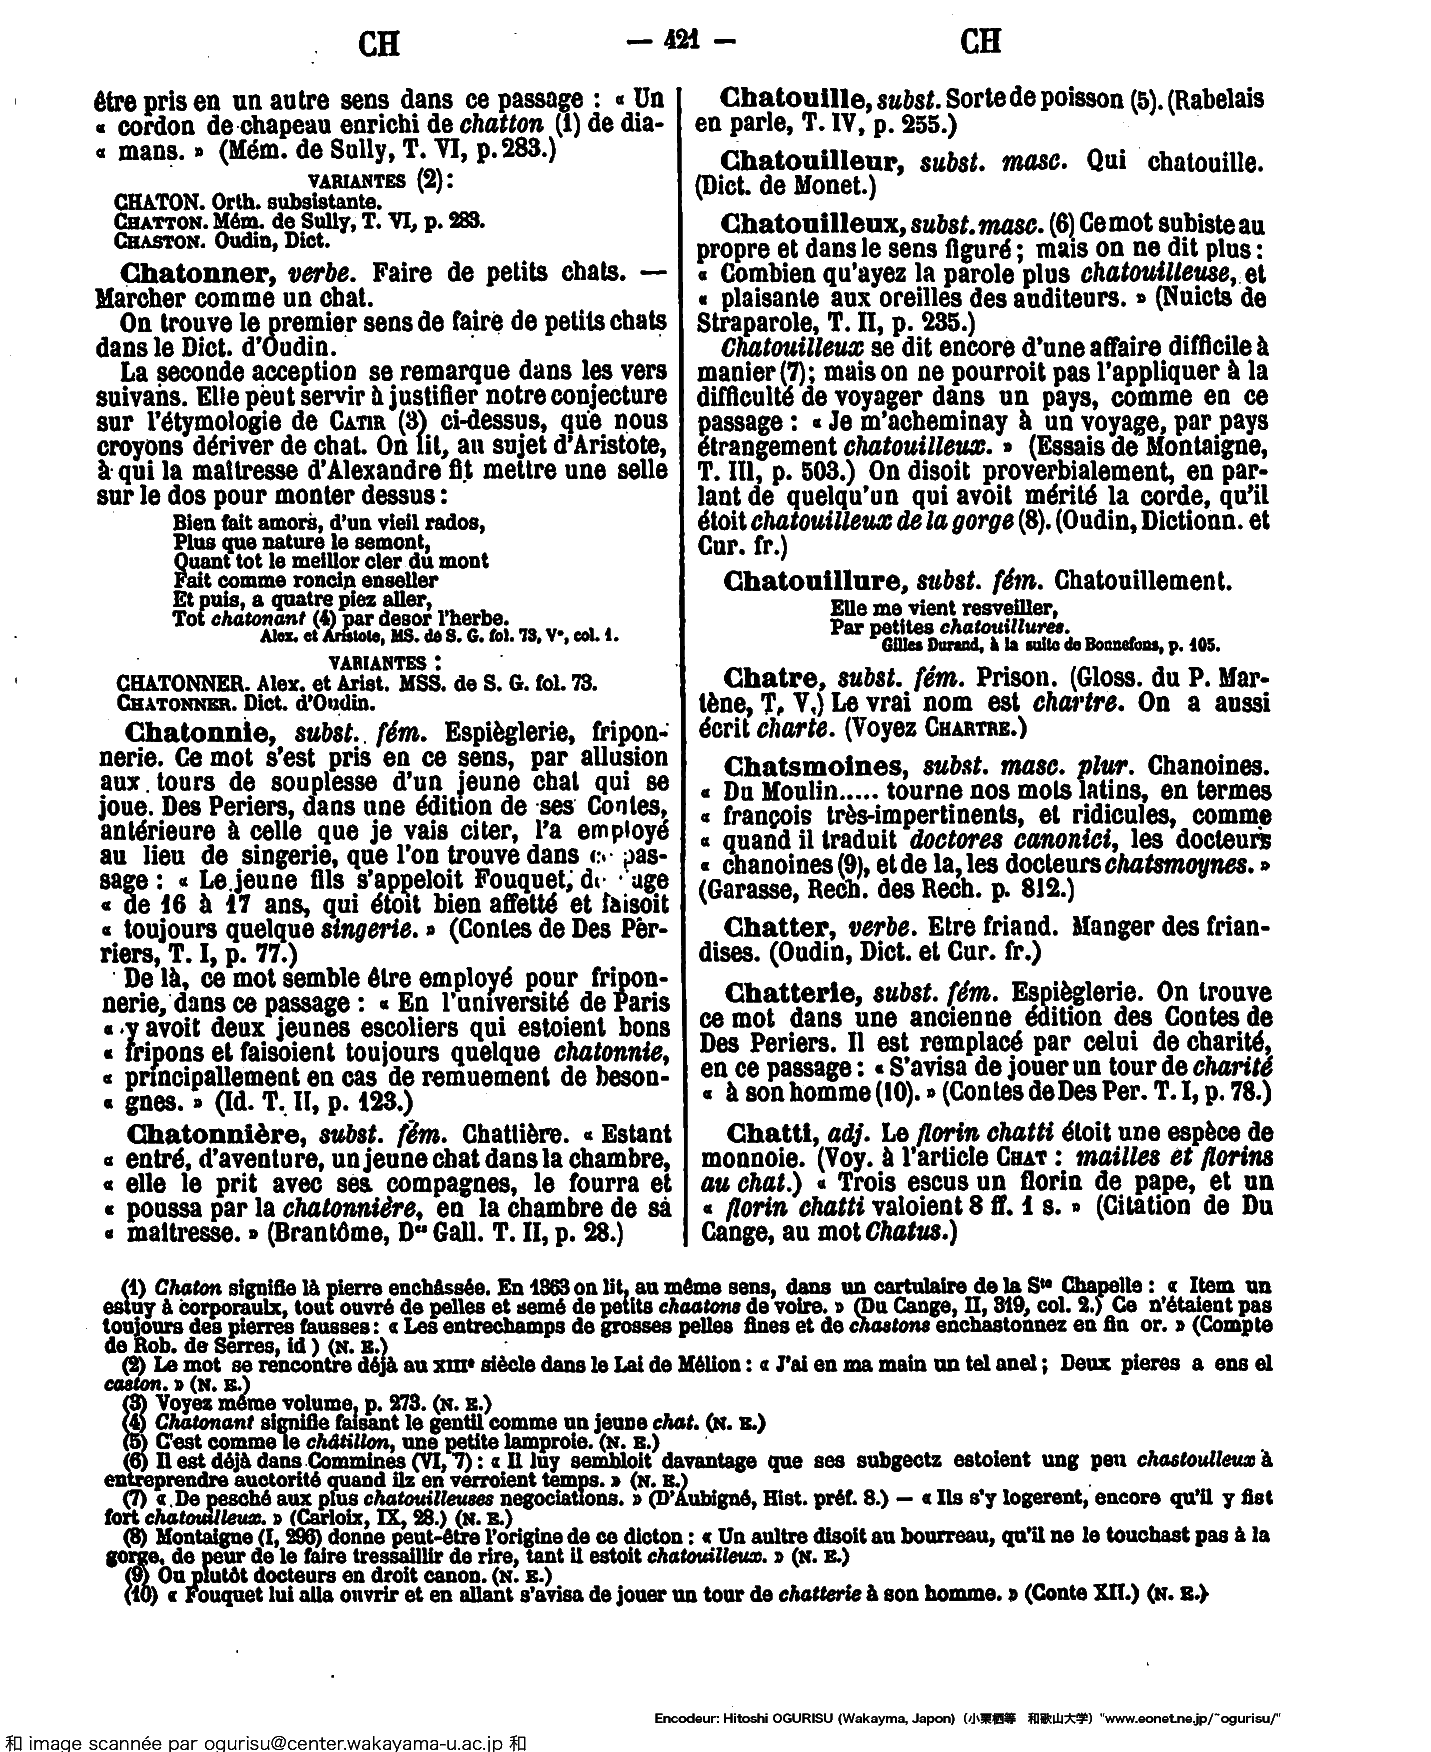 CH — 421 — CH
être pris en un autre sens dans ce passage : « Un
« cordon de chapeau enrichi de chatton (1) de dia-
« mans. » (Mém. de Sully, T. VI, p. 283.)
VARIANTES (2) :
CHATON. Orth. subsistante.
CHATTON. Mém. de Sully, T. VI, p. 283.
CHASTON. Oudin, Dict.
Chatonner, verbe. Faire de petits chats. —
Marcher comme un chat.
On trouve le premier sens de faire de petits chats
dans le Dict. d'Oudin.
La seconde acception se remarque dans les vers
suivans. Elle peut servir à justifier notre conjecture
sur l'étymologie de CATIR (3) ci-dessus, que nous
croyons dériver de chat. On lit, au sujet d'Aristote,
à qui la maîtresse d'Alexandre fit mettre une selle
sur le dos pour monter dessus :
Bien fait amors, d'un vieil rados,
Plus que nature le semont,
Quant tot le meillor cler du mont
Fait comme roncin enseller
Et puis, a quatre piez aller,
Tot chatonant (4) par desor l'herbe.
Alex. et Aristote, MS. de S. G. fol. 73, V°, col. 1.
VARIANTES :
CHATONNER. Alex. et Arist. MSS. de S. G. fol. 73.
CHATONNER. Dict. d'Oudin.
Chatonnie, subst. fém. Espièglerie, fripon-
nerie. Ce mot s'est pris en ce sens, par allusion
aux tours de souplesse d'un jeune chat qui se
joue. Des Periers, dans une édition de ses Contes,
antérieure à celle que je vais citer, l'a employé
au lieu de singerie, que l'on trouve dans pas-
sage : « Le jeune fils s'appeloit Fouquet,
« de 16 à 17 ans, qui étoit bien affetté et faisoit
« toujours quelque singerie. » (Contes de Des Pér-
riers, T. I, p. 77.)
De là, ce mot semble être employé pour fripon-
nerie, dans ce passage : « En l'université de Paris
« y avoit deux jeunes escoliers qui estoient bons
« fripons et faisoient toujours quelque chatonnie,
« principallement en cas de remuement de beson-
« gnes. » (Id. T. II, p. 123.)
Chatonnière, subst. fém. Chatlière. « Estant
« entré, d'aventure, un jeune chat dans la chambre,
« elle le prit avec ses compagnes, le fourra et
« poussa par la chatonnière, en la chambre de sa
« maîtresse. » (Brantôme, Des Gall. T. II, p. 28.)
Chatouille, subst. Sorte de poisson (5). (Rabelais
en parle, T. IV, p. 255.)
Chatouilleur, subst. masc. Qui chatouille.
(Dict. de Monet.)
Chatouilleux, subst. masc. (6) Ce mot subiste au
propre et dans le sens figuré ; mais on ne dit plus :
« Combien qu'ayez la parole plus chatouilleuse, et
« plaisante aux oreilles des auditeurs. » (Nuicts de
Straparole, T. II, p. 235.)
Chatouilleux se dit encore d'une affaire difficile à
manier (7) ; mais on ne pourroit pas l'appliquer à la
difficulté de voyager dans un pays, comme en ce
passage : « Je m'acheminay à un voyage, par pays
étrangement chatouilleux. » (Essais de Montaigne,
T. III, p. 503.) On disoit proverbialement, en par-
lant de quelqu'un qui avoit mérité la corde, qu'il
étoit chatouilleux de la gorge (8). (Oudin, Dictionn. et
Cur. fr.)
Chatouillure, subst. fém. Chatouillement.
Elle me vient resveiller,
Par petites chatouillures.
Gilles Durand, à la suite de Bonnefons, p. 105.
Chatre, subst. fém. Prison. (Gloss. du P. Mar-
tène, T. V.) Le vrai nom est chartre. On a aussi
écrit charte. (Voyez CHARTRE.)
Chatsmoines, subst. masc. plur. Chanoines.
« Du Moulin..... tourne nos mots latins, en termes
« françois très-impertinents, et ridicules, comme
« quand il traduit doctores canonici, les docteurs
« chanoines (9), et de la, les docteurs chatsmoynes. »
(Garasse, Rech. des Rech. p. 812.)
Chatter, verbe. Etre friand. Manger des frian-
dises. (Oudin, Dict. et Cur. fr.)
Chatterie, subst. fém. Espièglerie. On trouve
ce mot dans une ancienne édition des Contes de
Des Periers. Il est remplacé par celui de charité,
en ce passage : « S'avisa de jouer un tour de charité
« à son homme (10). » (Contes de Des Per. T. I, p. 78.)
Chatti, adj. Le florin chatti étoit une espèce de
monnoie. (Voy. à l'article CHAT : mailles et florins
au chat.) « Trois escus un florin de pape, et un
« florin chatti valoient 8 ff. 1 s. » (Citation de Du
Cange, au mot Chatus.)
(1) Chaton signifie là pierre enchâssée. En 1363 on lit, au même sens, dans un cartulaire de la Ste Chapelle : « Item un
estuy à corporaulx, tout ouvré de pelles et semé de petits chaatons de voire. » (Du Cange, II, 319, col. 2.) Ce n'étaient pas
toujours des pierres fausses : « Les entrechamps de grosses pelles fines et de chastons enchastonnez en fin or. » (Compte
de Rob. de Serres, id ) (N. E.)
(2) Le mot se rencontre déjà au XIIIe siècle dans le Lai de Mélion : « J'ai en ma main un tel anel ; Deux pieres a ens el
caston. » (N. E.)
(3) Voyez même volume, p. 273. (N. E.)
(4) Chatonant signifie faisant le gentil comme un jeune chat. (N. E.)
(5) C'est comme le châtillon, une petite lamproie. (N. E.)
(6) Il est déjà dans Commines (VI, 7) : « Il luy sembloit davantage que ses subgectz estoient ung peu chastoulleux à
entreprendre auctorité quand ilz en verroient temps. » (N. E.)
(7) « De pesché aux plus chatouilleuses negociations. » (D'Aubigné, Hist. préf. 8.) — « Ils s'y logerent, encore qu'il y fist
fort chatouilleux. » (Carloix, IX, 28.) (N. E.)
(8) Montaigne (I, 296) donne peut-être l'origine de ce dicton : « Un aultre disoit au bourreau, qu'il ne le touchast pas à la
gorge, de peur de le faire tressaillir de rire, tant il estoit chatouilleux. » (N. E.)
(9) Ou plutôt docteurs en droit canon. (N. E.)
(10) « Fouquet lui alla ouvrir et en allant s'avisa de jouer un tour de chatterie à son homme. » (Conte XII.) (N. E.)
Encodeur: Hitoshi OGURISU (Wakayma, Japon) (小栗栖等 和歌山大学) "www.eonet.ne.jp/~ogurisu/"
和 image scannée par ogurisu@center.wakayama-u.ac.jp 和